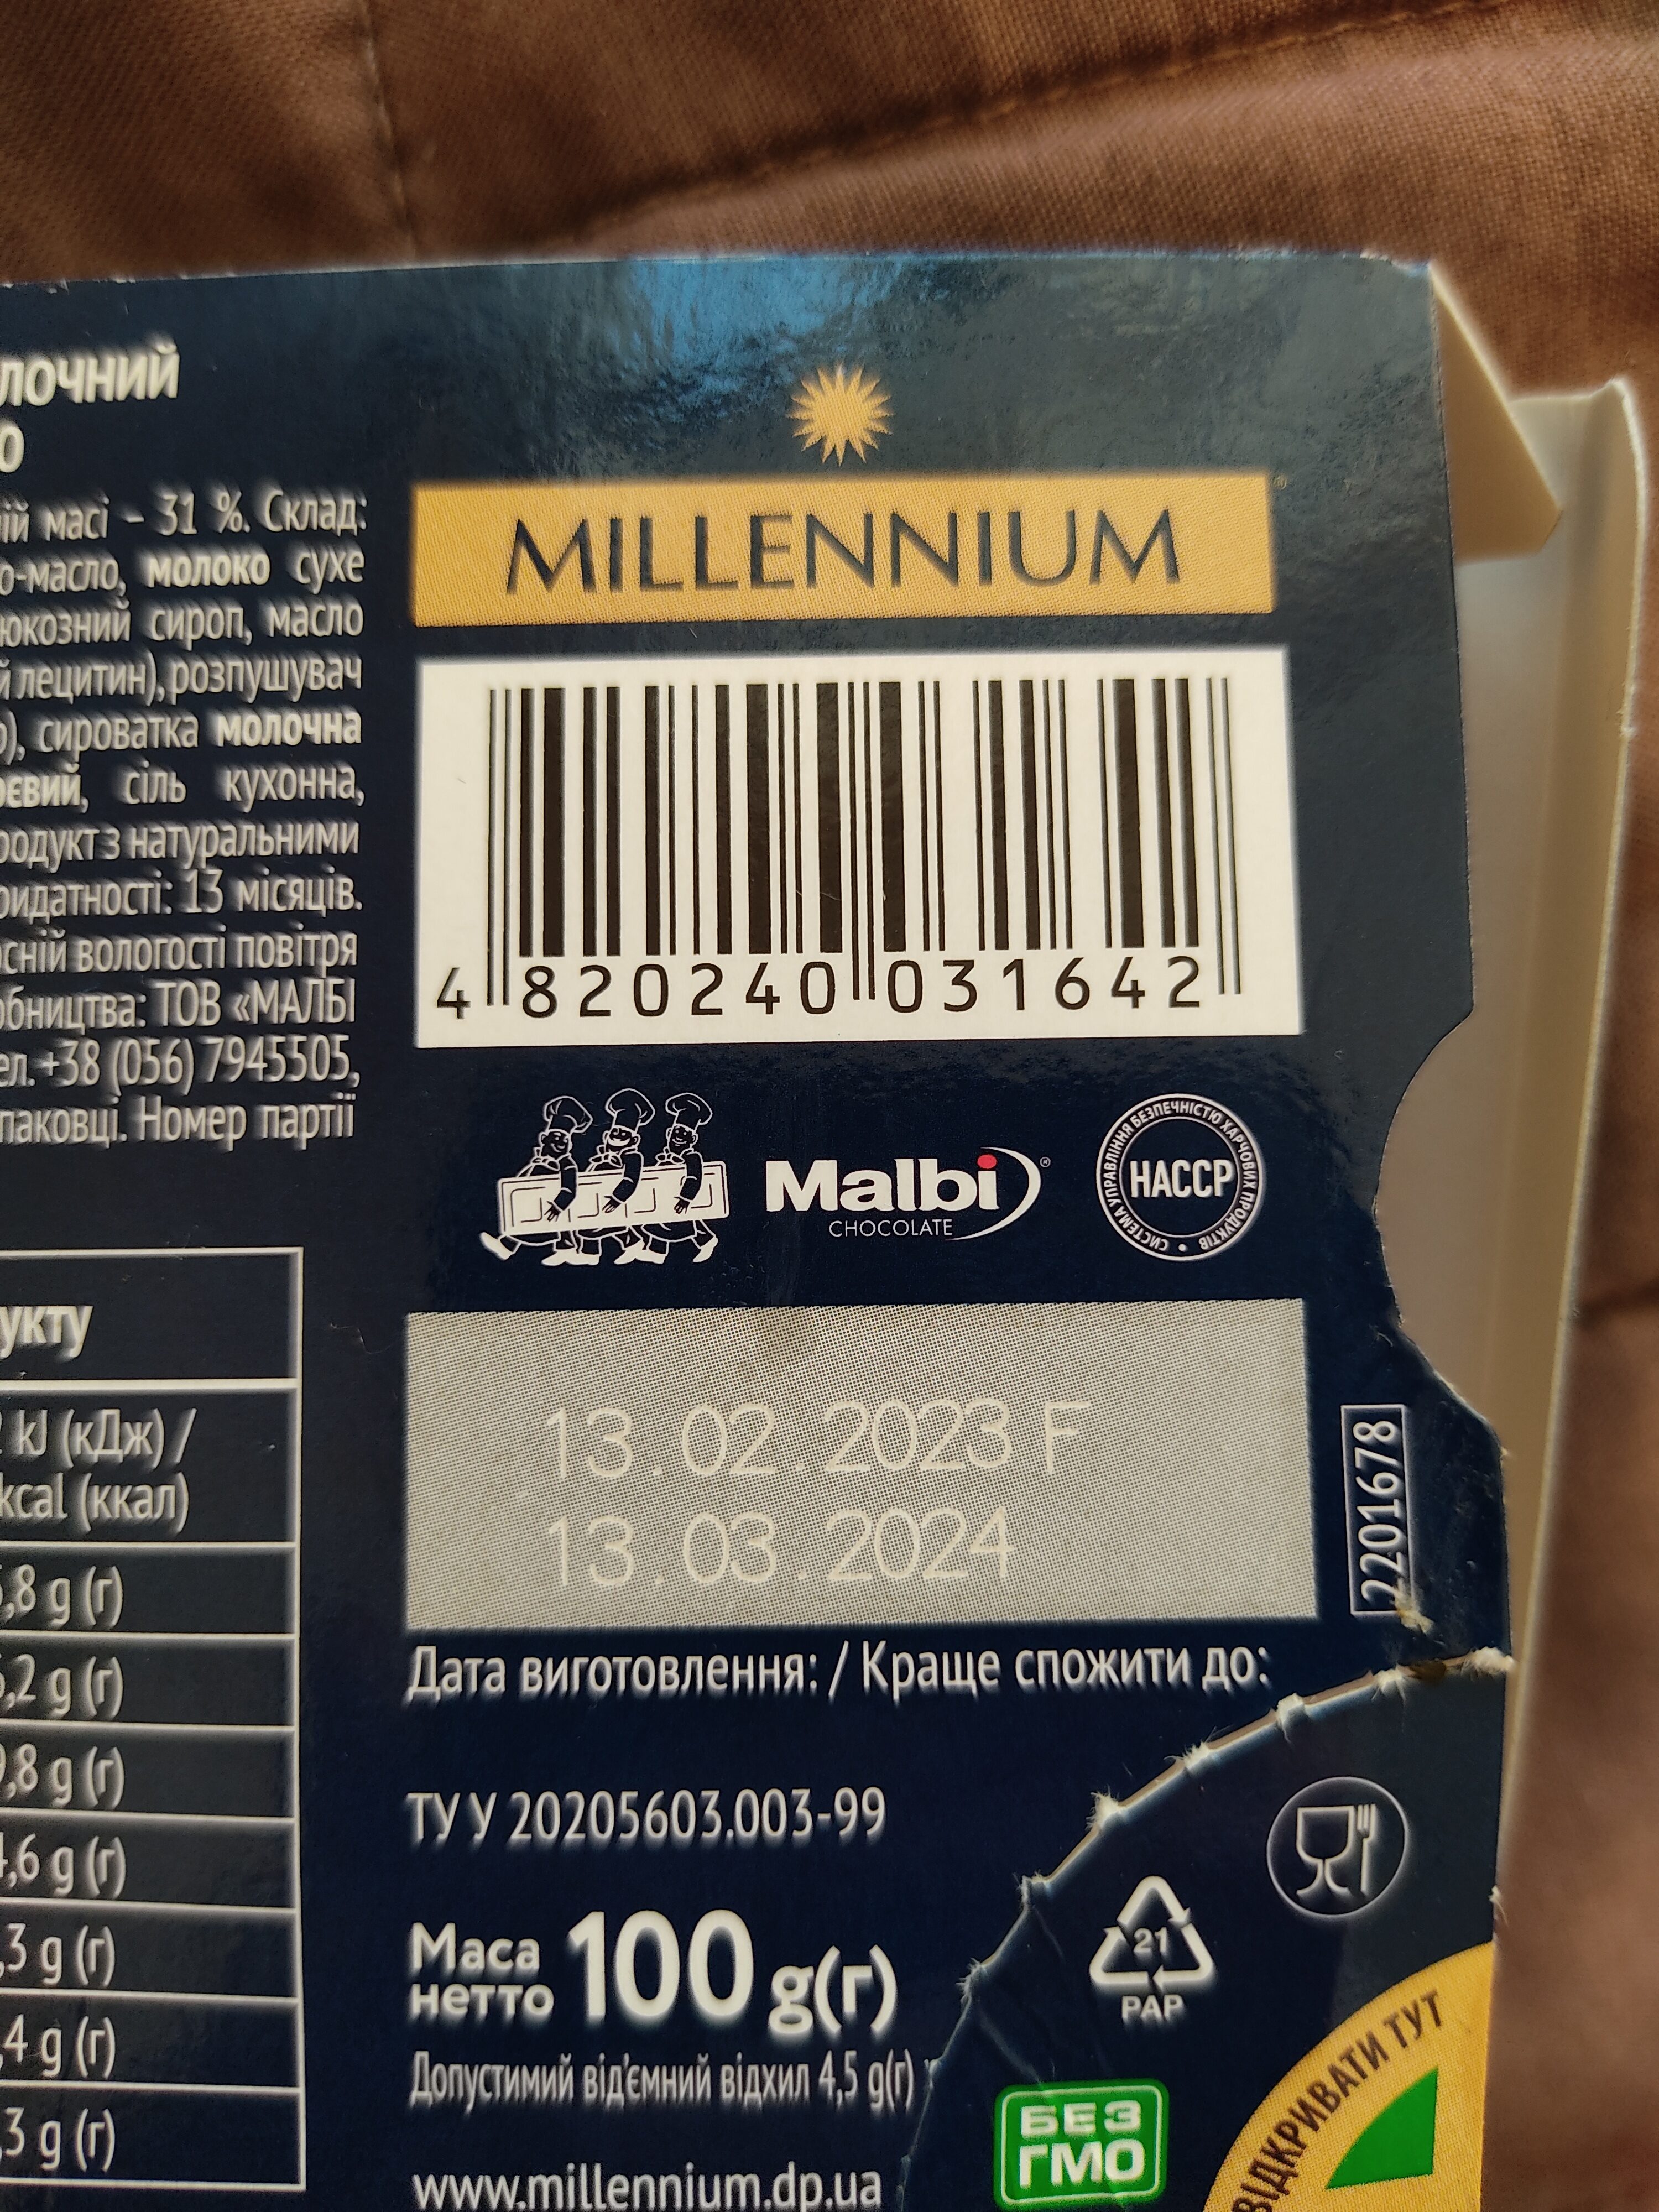 лочний
ю
ій масі – 31 %. Склад:
о-масло, молоко сухе
юкозний сироп, масло
й лецитин), розпушувач
), сироватка молочна
оєвий, сіль кухонна,
родукт з натуральними
ридатності: 13 місяців.
осній вологості повітря
обництва: ТОВ «МАЛБІ
ел. +38 (056) 7945505,
паковці. Номер партії
укту
kJ (кДж) /
kcal (ккал)
,8 g (г)
,2 g (г)
,8 g (г)
,6 g (г)
,3 g (г)
,4 g (г)
,3 g (г)
MILLENNIUM
4 820240 031642
Malbi®
CHOCOLATE
HACCP
СИСТЕМА УПРАВЛІННЯ БЕЗПЕЧНІСТЮ ХАРЧОВИХ ПРОДУКТІВ
13.02.2023 F
13.03.2024
2201678
Дата виготовлення: / Краще спожити до:
ТУ У 20205603.003-99
Маса
нетто 100 g(г)
Допустимий від'ємний відхил 4,5 g(г)
www.millennium.dp.ua
21
PAP
БЕЗ
ГМО
ВІДКРИВАТИ ТУТ